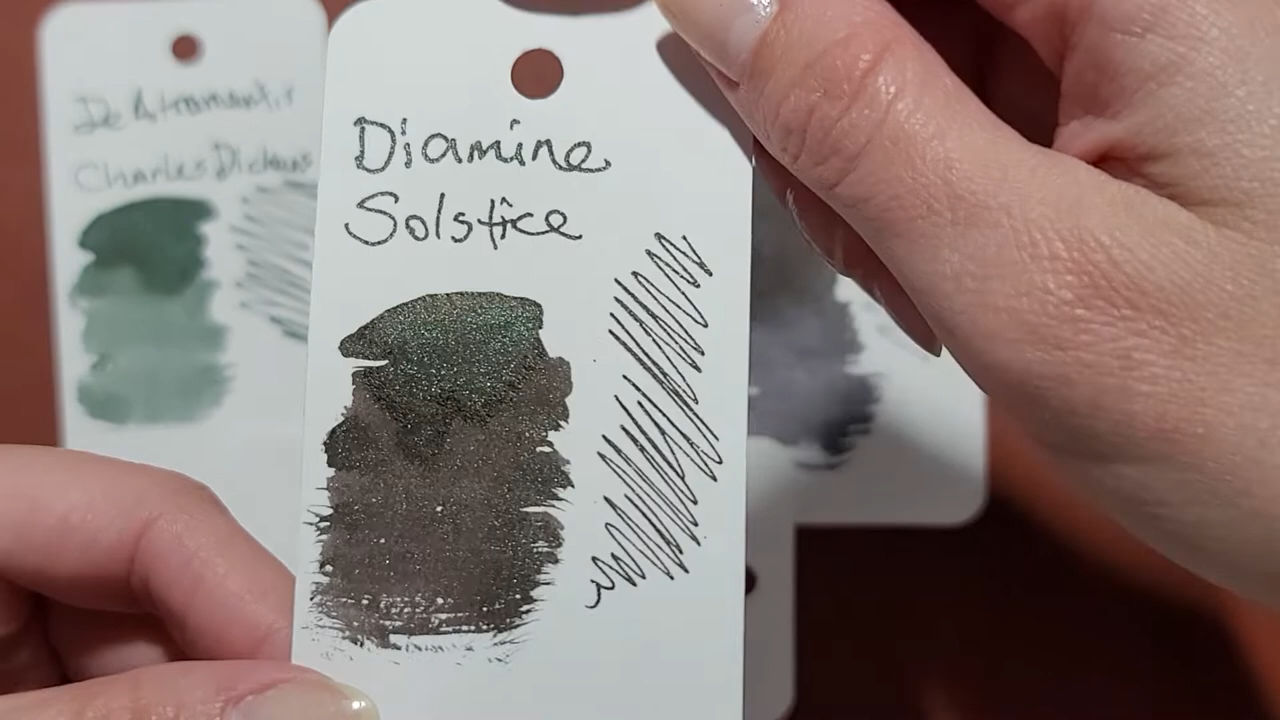 De Atramentis
Charles Dickens
Diamine
Solstice